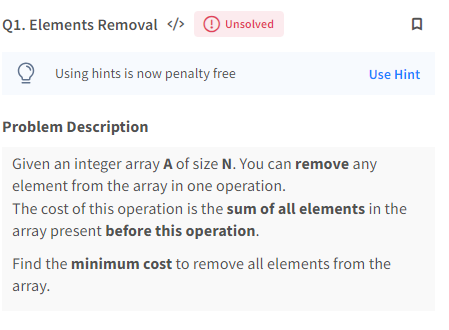 Q1. Elements Removal </> Unsolved
Using hints is now penalty free Use Hint
Problem Description
Given an integer array A of size N. You can remove any
element from the array in one operation.
The cost of this operation is the sum of all elements in the
array present before this operation.
Find the minimum cost to remove all elements from the
array.